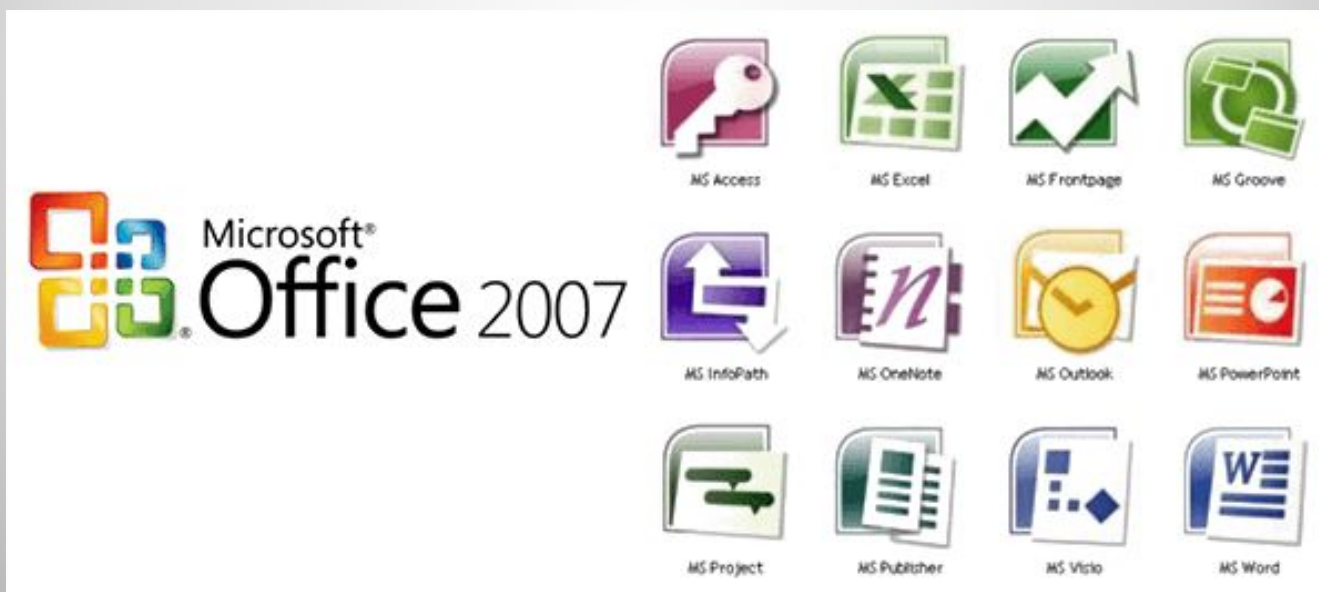 Microsoft®
Office 2007
MS Access
MS Excel
MS Frontpage
MS Groove
MS InfoPath
MS OneNote
MS Outlook
MS PowerPoint
MS Project
MS Publisher
MS Visio
MS Word